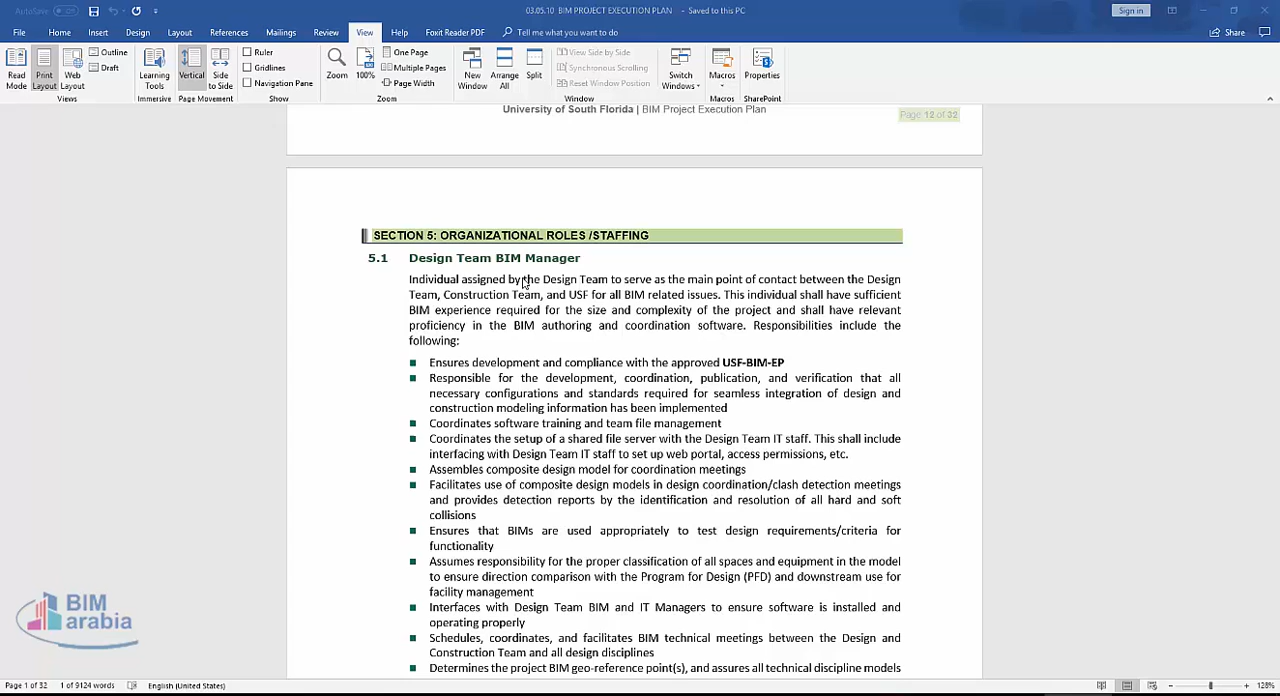 AutoSave
03.05.10 BIM PROJECT EXECUTION PLAN - Saved to this PC
Sign in
File Home Insert Design Layout References Mailings Review View Help Foxit Reader PDF Tell me what you want to do
Share
Read Mode
Print Layout
Web Layout
Outline
Draft
Views
Learning Tools
Immersive
Vertical
Side to Side
Page Movement
Ruler
Gridlines
Navigation Pane
Show
Zoom
100%
One Page
Multiple Pages
Page Width
Zoom
New Window
Arrange All
Split
View Side by Side
Synchronous Scrolling
Reset Window Position
Window
Switch Windows
Macros
Macros
Properties
SharePoint
University of South Florida | BIM Project Execution Plan
Page 12 of 32
SECTION 5: ORGANIZATIONAL ROLES /STAFFING
5.1 Design Team BIM Manager
Individual assigned by the Design Team to serve as the main point of contact between the Design
Team, Construction Team, and USF for all BIM related issues. This individual shall have sufficient
BIM experience required for the size and complexity of the project and shall have relevant
proficiency in the BIM authoring and coordination software. Responsibilities include the
following:
■ Ensures development and compliance with the approved USF-BIM-EP
■ Responsible for the development, coordination, publication, and verification that all
necessary configurations and standards required for seamless integration of design and
construction modeling information has been implemented
■ Coordinates software training and team file management
■ Coordinates the setup of a shared file server with the Design Team IT staff. This shall include
interfacing with Design Team IT staff to set up web portal, access permissions, etc.
■ Assembles composite design model for coordination meetings
■ Facilitates use of composite design models in design coordination/clash detection meetings
and provides detection reports by the identification and resolution of all hard and soft
collisions
■ Ensures that BIMs are used appropriately to test design requirements/criteria for
functionality
■ Assumes responsibility for the proper classification of all spaces and equipment in the model
to ensure direction comparison with the Program for Design (PFD) and downstream use for
facility management
■ Interfaces with Design Team BIM and IT Managers to ensure software is installed and
operating properly
■ Schedules, coordinates, and facilitates BIM technical meetings between the Design and
Construction Team and all design disciplines
■ Determines the project BIM geo-reference point(s), and assures all technical discipline models
BIM
arabia
Page 1 of 32 1 of 9124 words English (United States)
128%